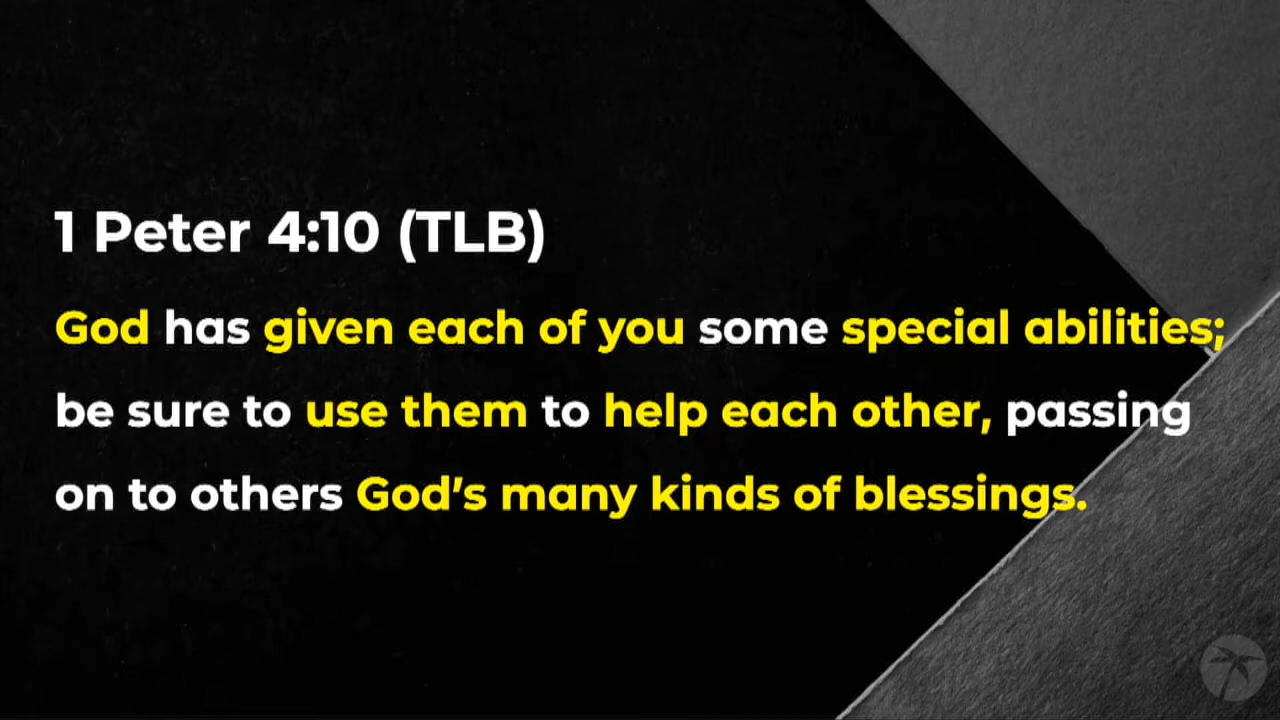 1 Peter 4:10 (TLB)
God has given each of you some special abilities;
be sure to use them to help each other, passing
on to others God’s many kinds of blessings.